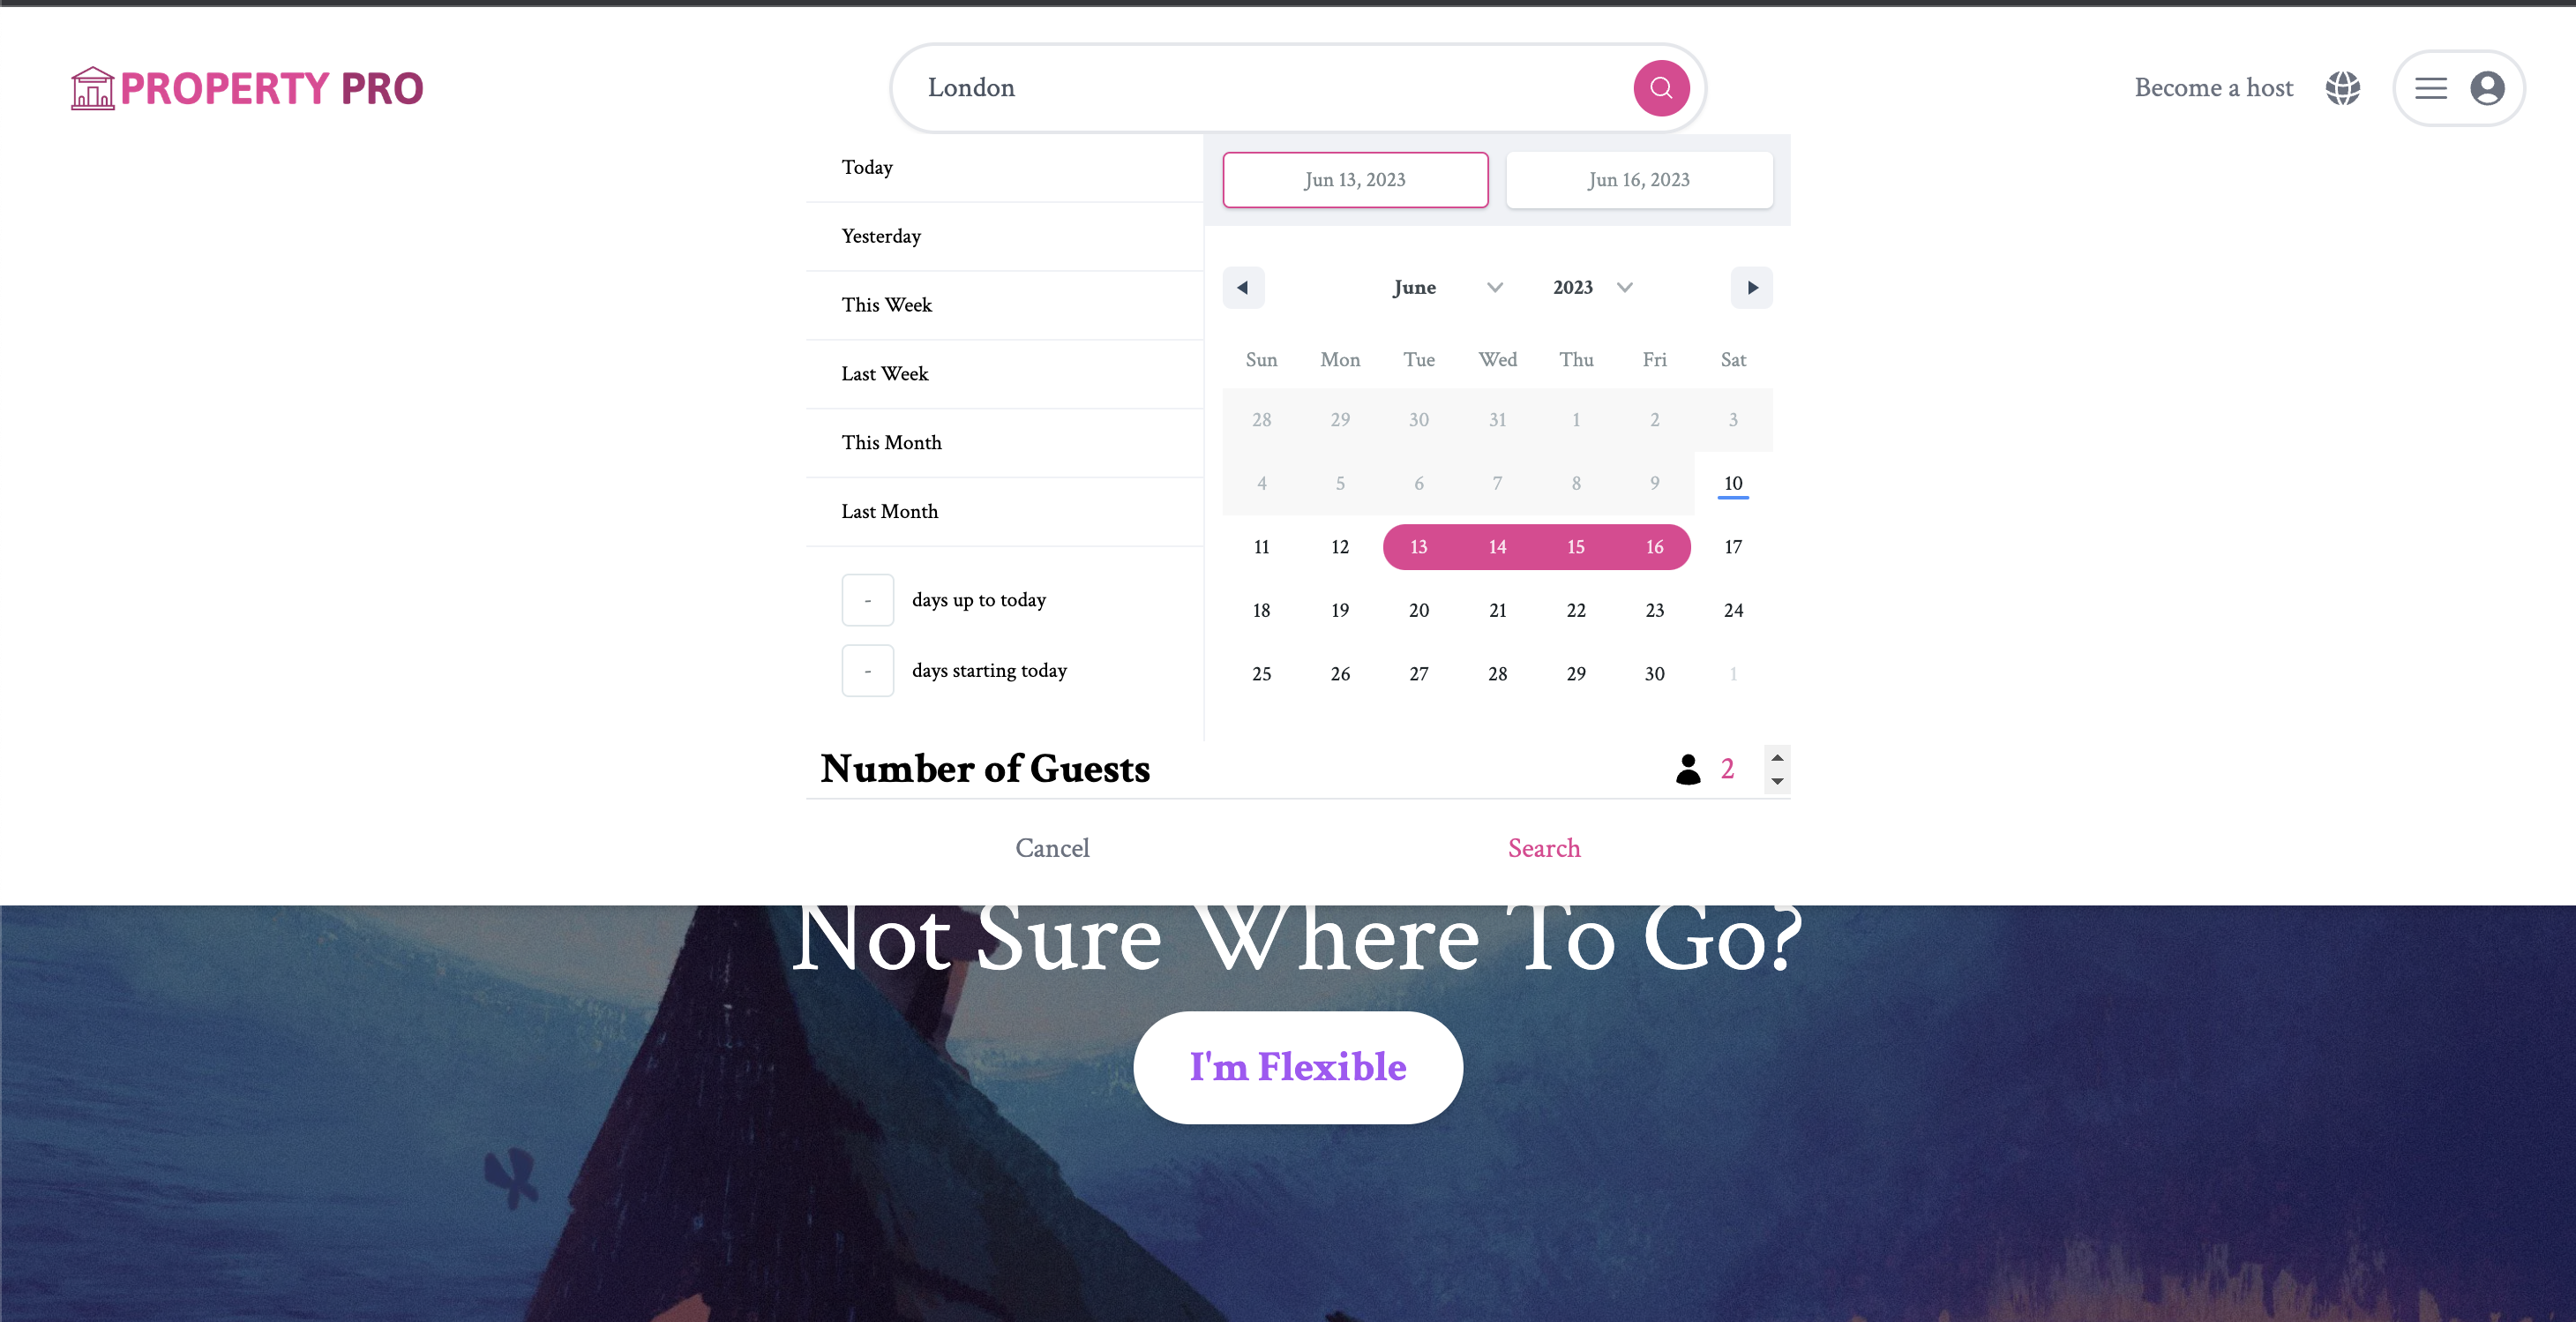 PROPERTY PRO
London
Become a host
Today
Yesterday
This Week
Last Week
This Month
Last Month
- days up to today
- days starting today
Jun 13, 2023 Jun 16, 2023
June 2023
Sun Mon Tue Wed Thu Fri Sat
28 29 30 31 1 2 3
4 5 6 7 8 9 10
11 12 13 14 15 16 17
18 19 20 21 22 23 24
25 26 27 28 29 30 1
Number of Guests 2
Cancel Search
Not Sure Where To Go?
I'm Flexible